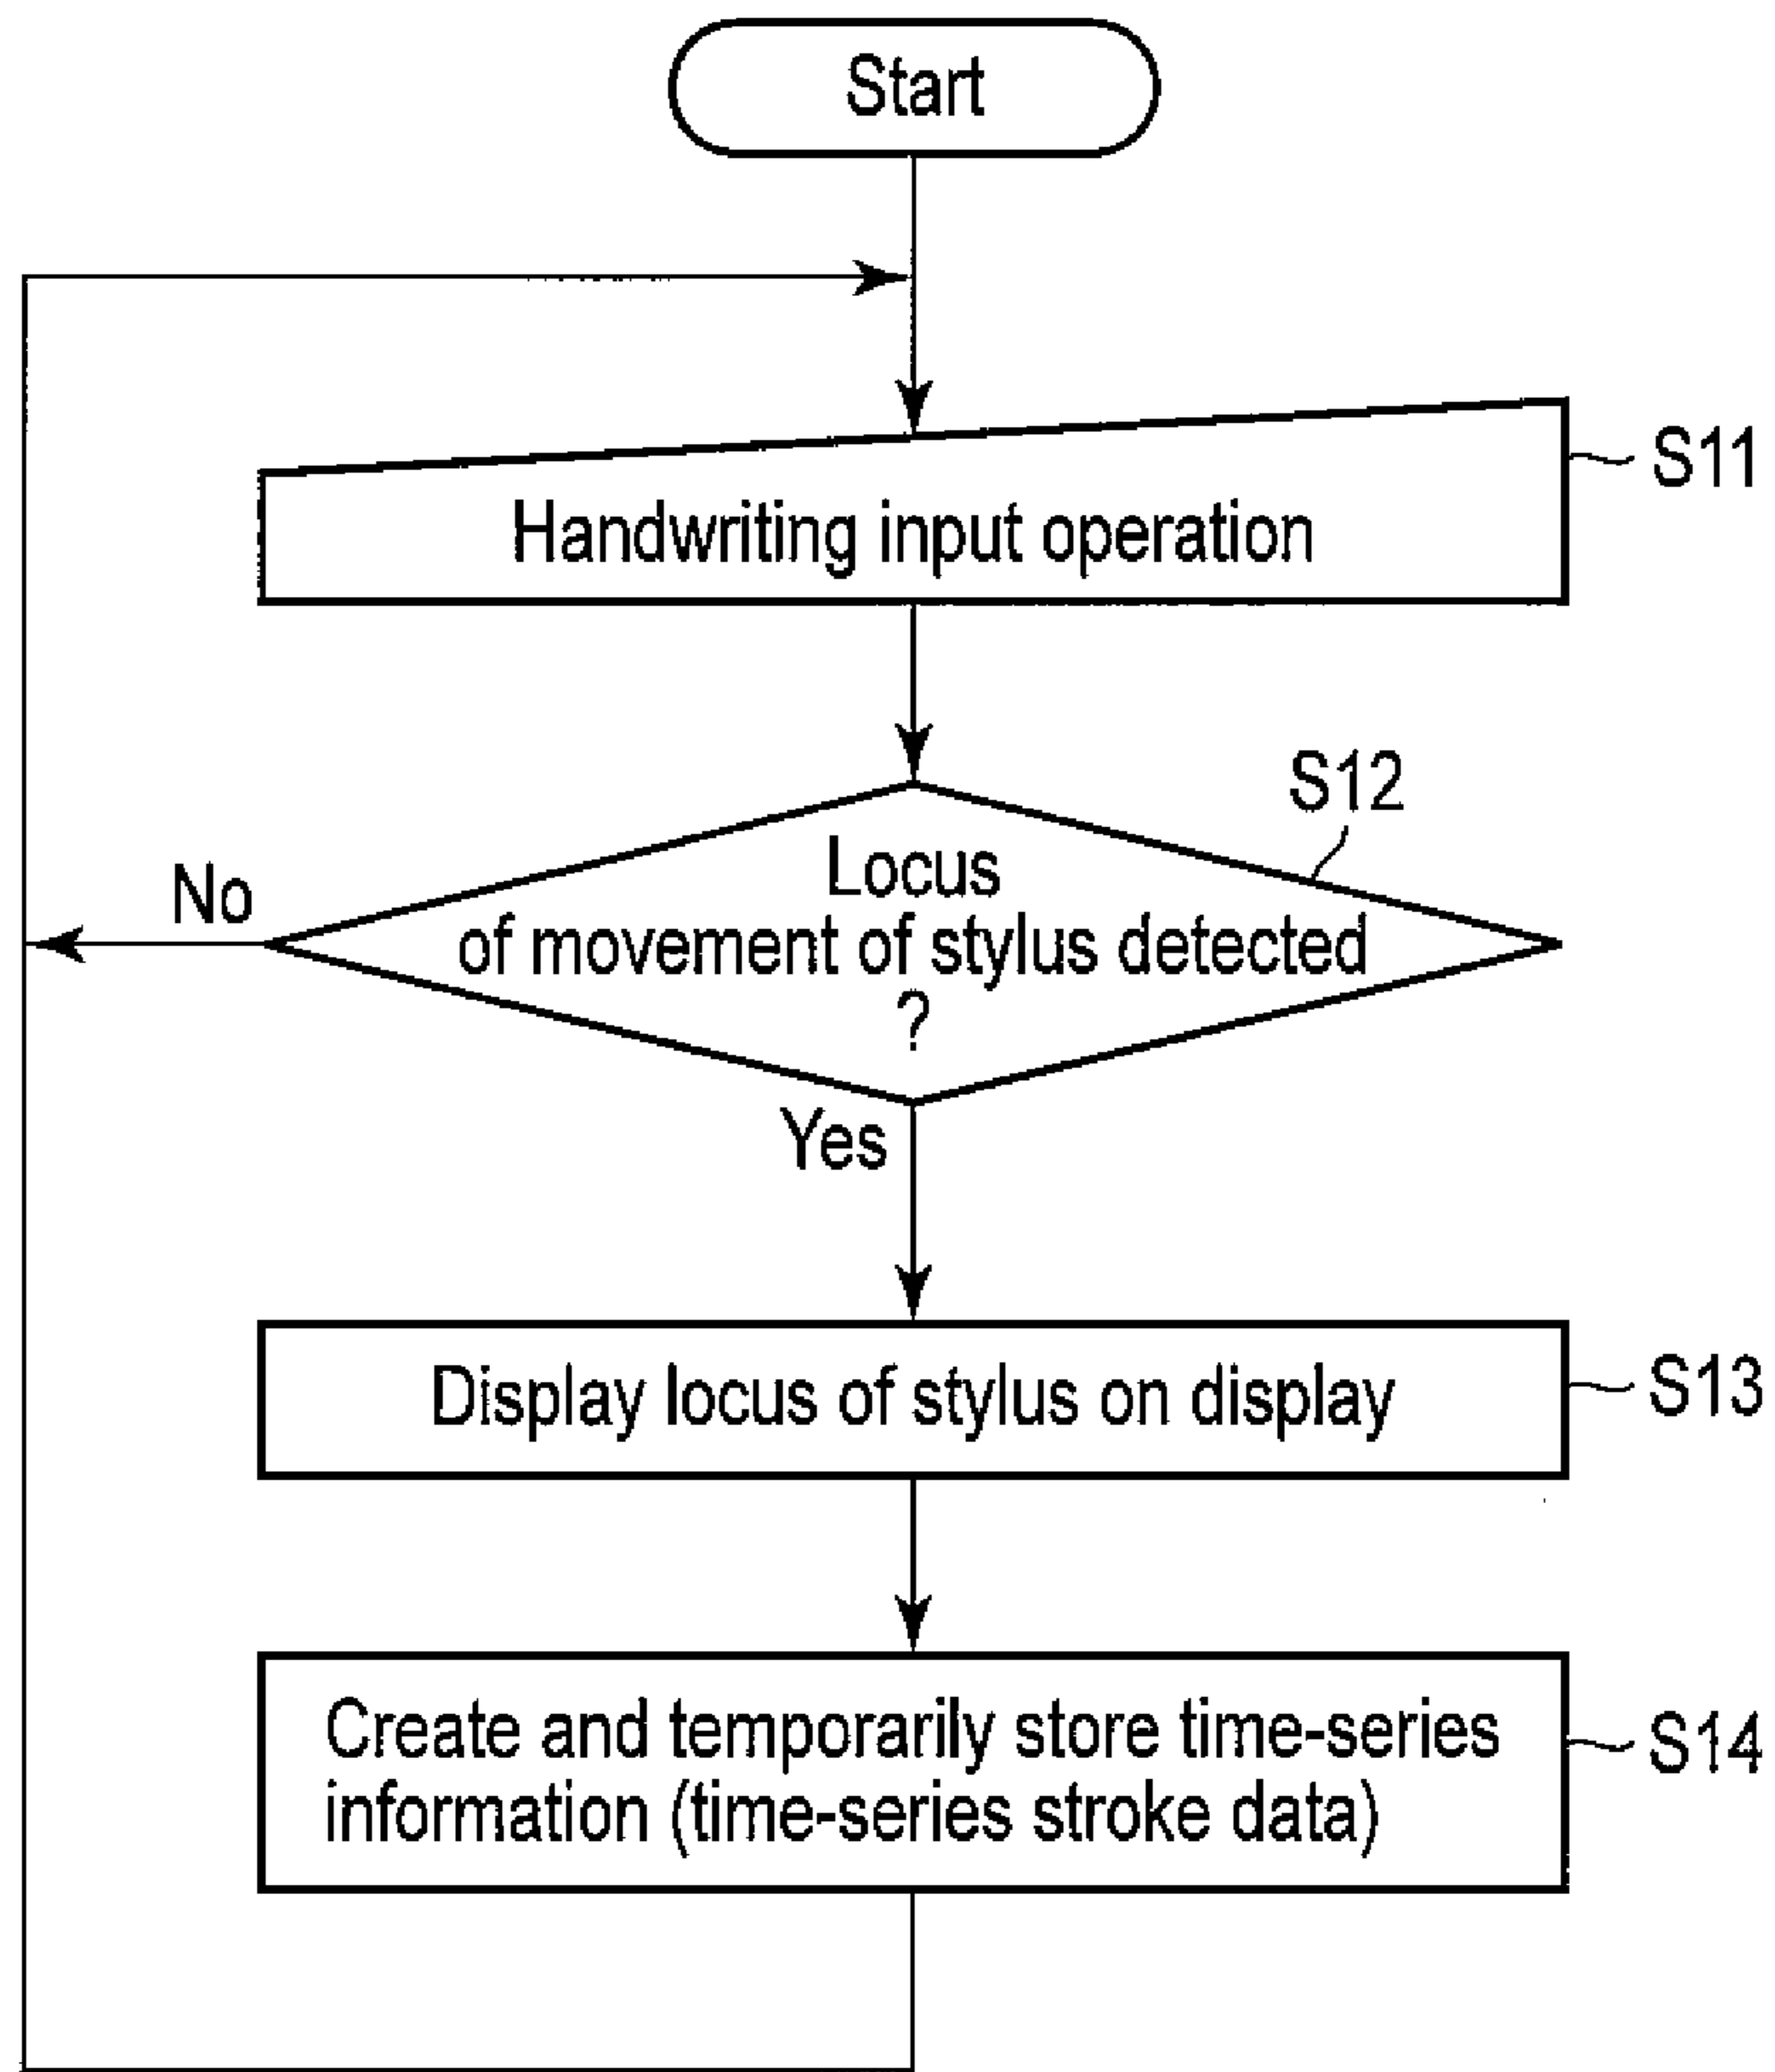 Start
S11
Handwriting input operation
S12
Locus
of movement of stylus detected
?
No
Yes
Display locus of stylus on display
S13
Create and temporarily store time-series
information (time-series stroke data)
S14